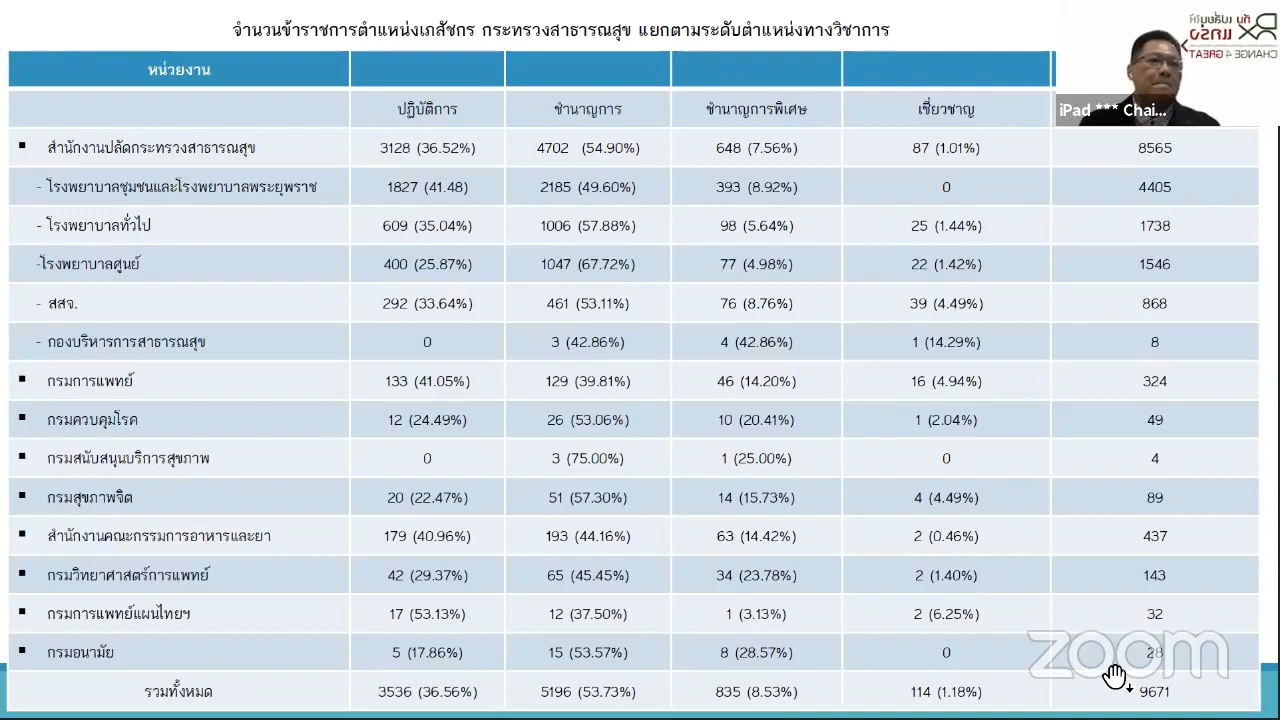 จำนวนข้าราชการตำแหน่งเภสัชกร กระทรวงสาธารณสุข แยกตามระดับตำแหน่งทางวิชาการ
กับ เปลี่ยนให้
แกร่ง
CHANGE 4 GREAT
iPad *** Chai...
หน่วยงาน
ปฏิบัติการ ชำนาญการ ชำนาญการพิเศษ เชี่ยวชาญ
▪ สำนักงานปลัดกระทรวงสาธารณสุข 3128 (36.52%) 4702 (54.90%) 648 (7.56%) 87 (1.01%) 8565
- โรงพยาบาลชุมชนและโรงพยาบาลพระยุพราช 1827 (41.48) 2185 (49.60%) 393 (8.92%) 0 4405
- โรงพยาบาลทั่วไป 609 (35.04%) 1006 (57.88%) 98 (5.64%) 25 (1.44%) 1738
-โรงพยาบาลศูนย์ 400 (25.87%) 1047 (67.72%) 77 (4.98%) 22 (1.42%) 1546
- สสจ. 292 (33.64%) 461 (53.11%) 76 (8.76%) 39 (4.49%) 868
- กองบริหารการสาธารณสุข 0 3 (42.86%) 4 (42.86%) 1 (14.29%) 8
▪ กรมการแพทย์ 133 (41.05%) 129 (39.81%) 46 (14.20%) 16 (4.94%) 324
▪ กรมควบคุมโรค 12 (24.49%) 26 (53.06%) 10 (20.41%) 1 (2.04%) 49
▪ กรมสนับสนุนบริการสุขภาพ 0 3 (75.00%) 1 (25.00%) 0 4
▪ กรมสุขภาพจิต 20 (22.47%) 51 (57.30%) 14 (15.73%) 4 (4.49%) 89
▪ สำนักงานคณะกรรมการอาหารและยา 179 (40.96%) 193 (44.16%) 63 (14.42%) 2 (0.46%) 437
▪ กรมวิทยาศาสตร์การแพทย์ 42 (29.37%) 65 (45.45%) 34 (23.78%) 2 (1.40%) 143
▪ กรมการแพทย์แผนไทยฯ 17 (53.13%) 12 (37.50%) 1 (3.13%) 2 (6.25%) 32
▪ กรมอนามัย 5 (17.86%) 15 (53.57%) 8 (28.57%) 0 28
zoom
รวมทั้งหมด 3536 (36.56%) 5196 (53.73%) 835 (8.53%) 114 (1.18%) 9671